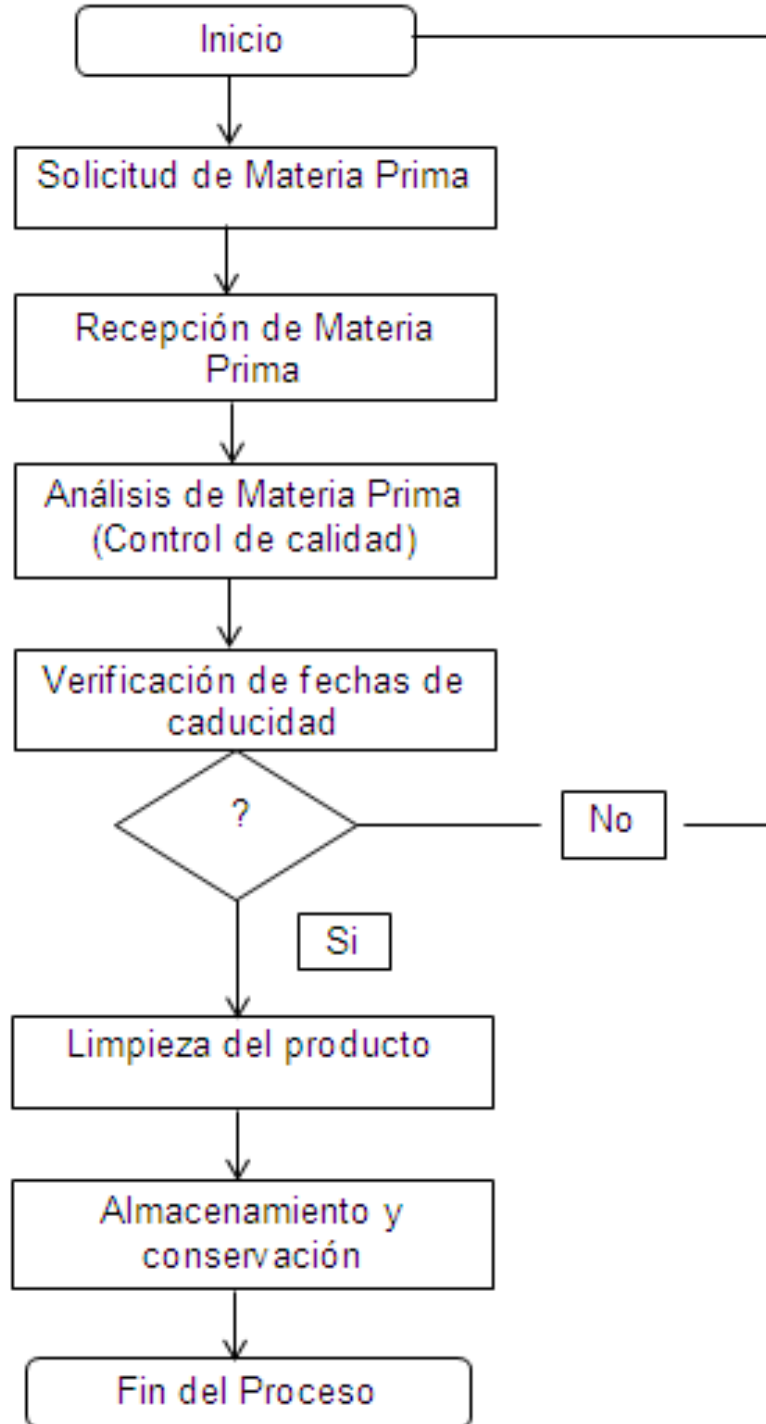 Inicio
Solicitud de Materia Prima
Recepción de Materia
Prima
Análisis de Materia Prima
(Control de calidad)
Verificación de fechas de
caducidad
?
No
Si
Limpieza del producto
Almacenamiento y
conservación
Fin del Proceso